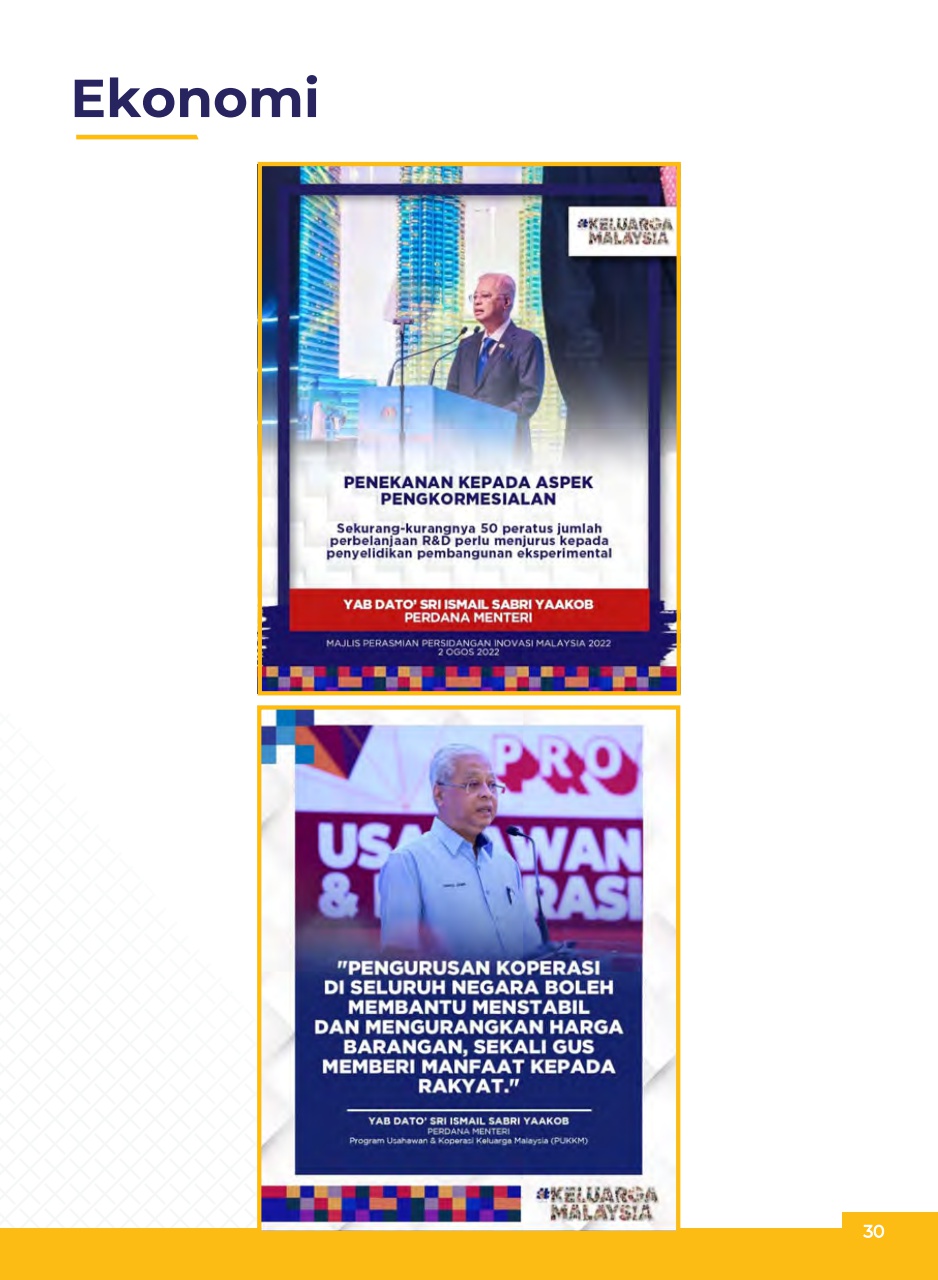 Ekonomi
#KELUARGA
MALAYSIA
PENEKANAN KEPADA ASPEK
PENGKORMESIALAN
Sekurang-kurangnya 50 peratus jumlah
perbelanjaan R&D perlu menjurus kepada
penyelidikan pembangunan eksperimental
YAB DATO' SRI ISMAIL SABRI YAAKOB
PERDANA MENTERI
MAJLIS PERASMIAN PERSIDANGAN INOVASI MALAYSIA 2022
2 OGOS 2022
PRO
USAHAWAN
&
"PENGURUSAN KOPERASI
DI SELURUH NEGARA BOLEH
MEMBANTU MENSTABIL
DAN MENGURANGKAN HARGA
BARANGAN, SEKALI GUS
MEMBERI MANFAAT KEPADA
RAKYAT."
YAB DATO' SRI ISMAIL SABRI YAAKOB
PERDANA MENTERI
Program Usahawan & Koperasi Keluarga Malaysia (PUKKM)
#KELUARGA
MALAYSIA
30